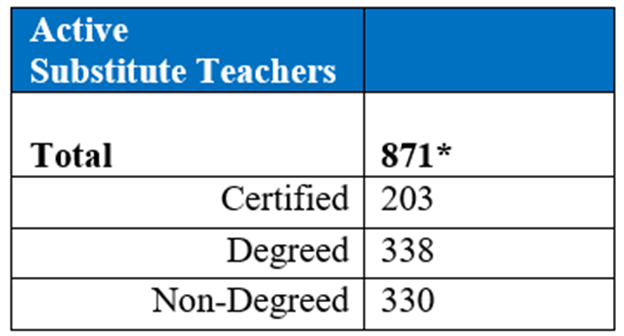 Active
Substitute Teachers
Total 871*
Certified 203
Degreed 338
Non-Degreed 330